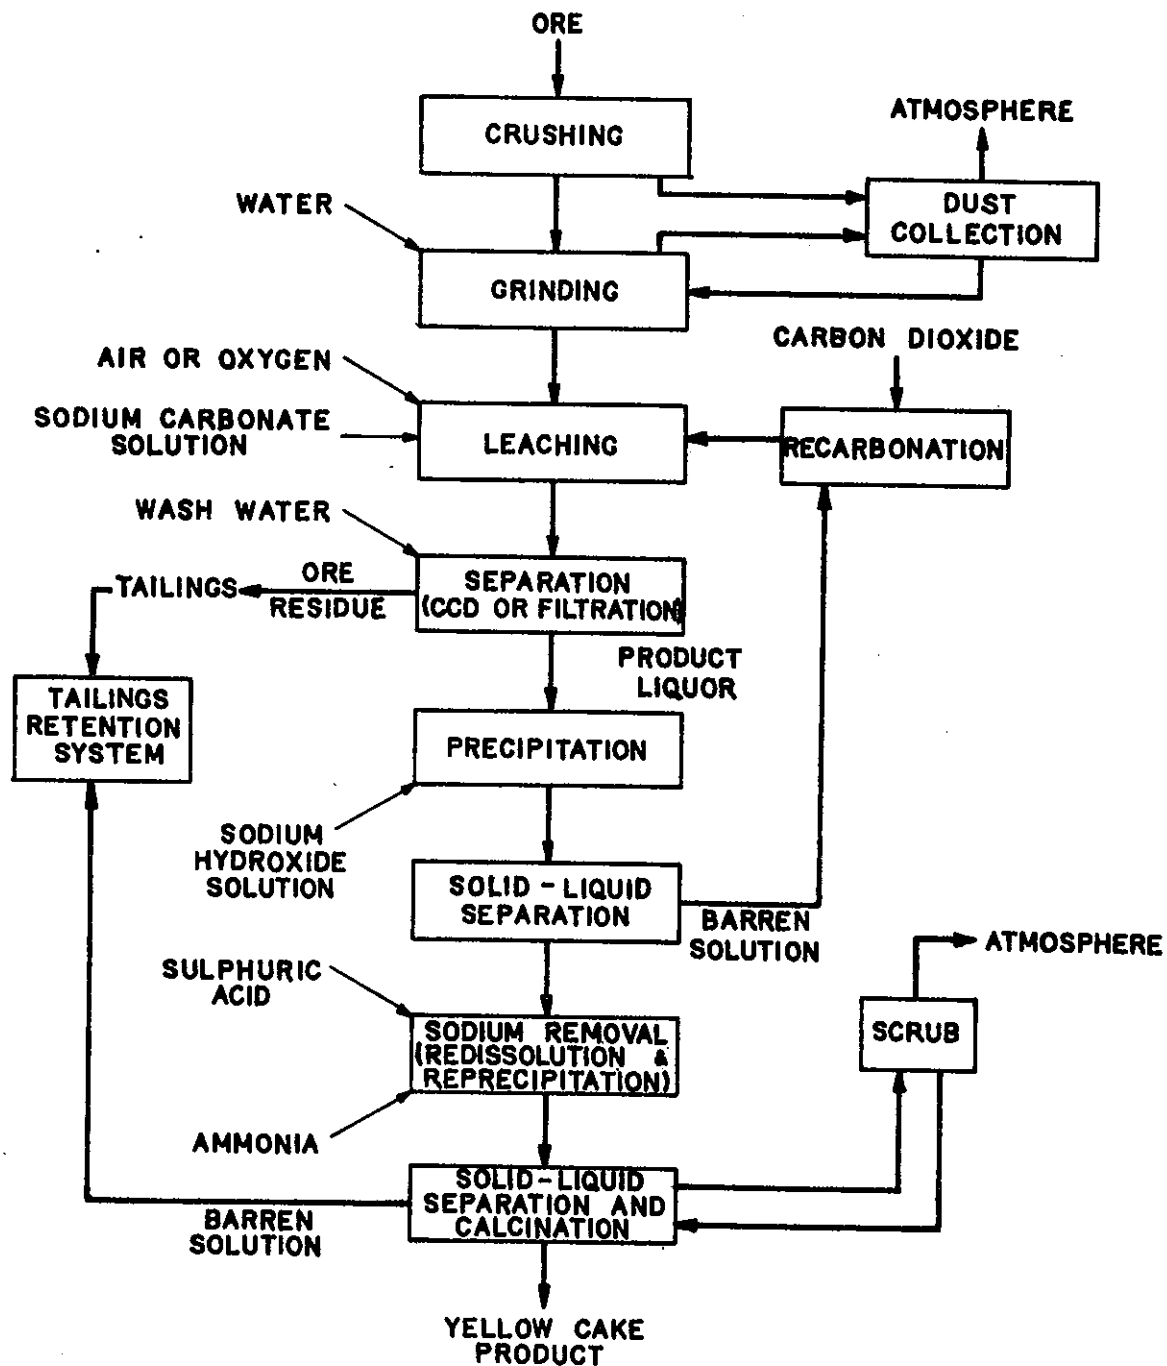 ORE
CRUSHING
ATMOSPHERE
DUST
COLLECTION
WATER
GRINDING
CARBON DIOXIDE
AIR OR OXYGEN
SODIUM CARBONATE
SOLUTION
LEACHING
RECARBONATION
WASH WATER
SEPARATION
(CCD OR FILTRATION)
ORE
RESIDUE
TAILINGS
PRODUCT
LIQUOR
TAILINGS
RETENTION
SYSTEM
PRECIPITATION
SODIUM
HYDROXIDE
SOLUTION
SOLID-LIQUID
SEPARATION
BARREN
SOLUTION
ATMOSPHERE
SULPHURIC
ACID
SODIUM REMOVAL
(REDISSOLUTION &
REPRECIPITATION)
SCRUB
AMMONIA
SOLID-LIQUID
SEPARATION AND
CALCINATION
BARREN
SOLUTION
YELLOW CAKE
PRODUCT